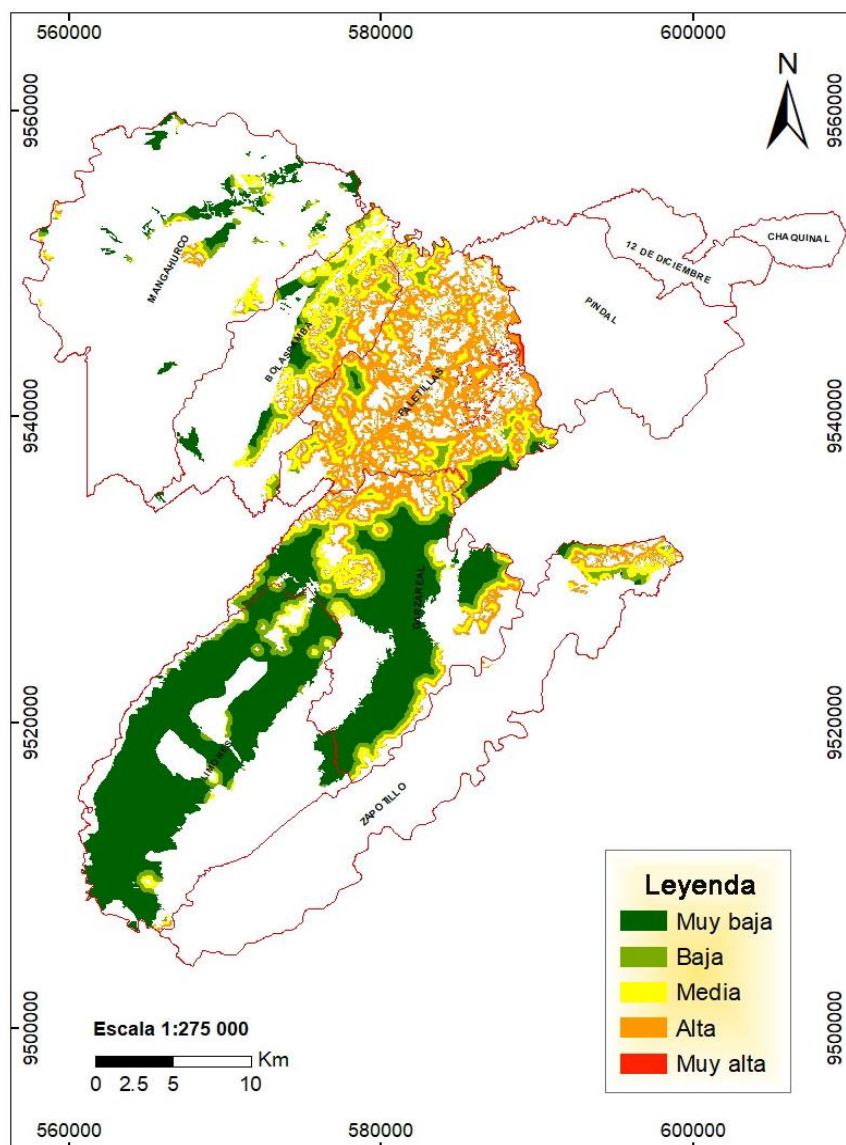 560000
580000
600000
N
9560000
9560000
CHAQUINAL
12 DE DICIEMBRE
MANGAHURCO
PINDAL
BOLASPAMBA
PALETILLAS
9540000
9540000
GARZAREAL
9520000
9520000
LIMONES
ZAPOTILLO
Leyenda
Muy baja
Baja
Media
Alta
Muy alta
9500000
9500000
Escala 1:275 000
Km
0 2.5 5 10
560000
580000
600000